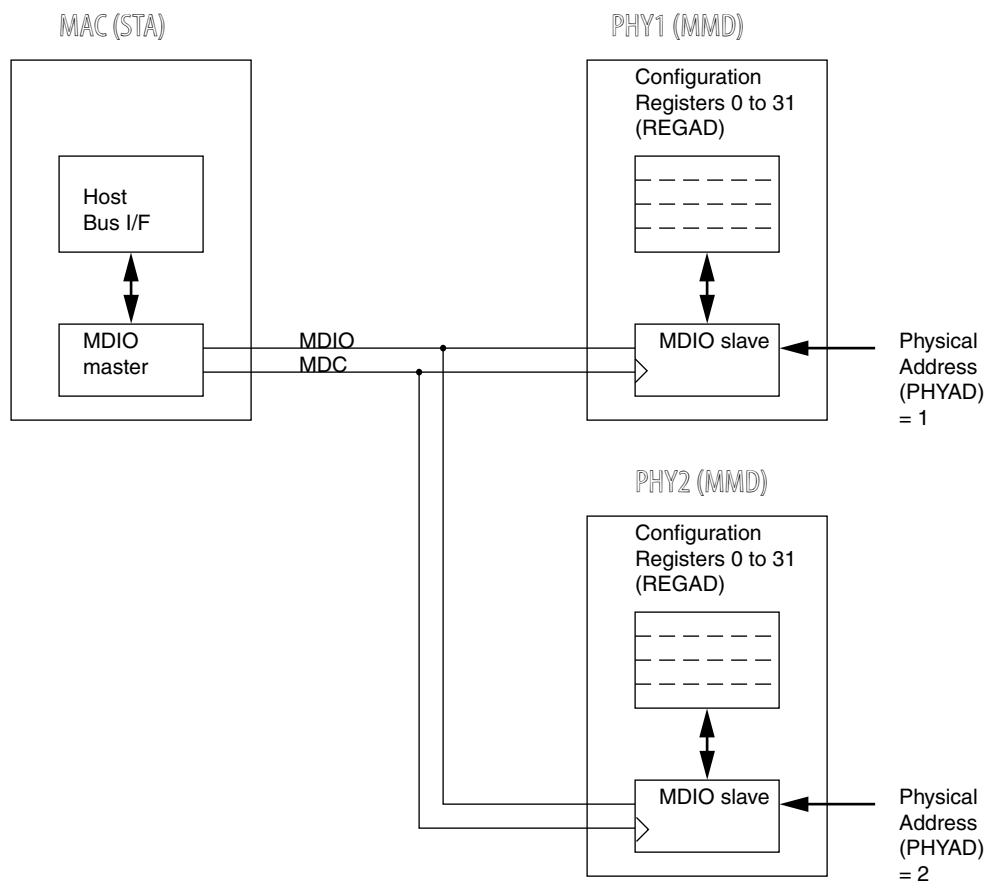 MAC (STA)
PHY1 (MMD)
Configuration
Registers 0 to 31
(REGAD)
Host
Bus I/F
MDIO
master
MDIO
MDC
MDIO slave
Physical
Address
(PHYAD)
= 1
PHY2 (MMD)
Configuration
Registers 0 to 31
(REGAD)
MDIO slave
Physical
Address
(PHYAD)
= 2